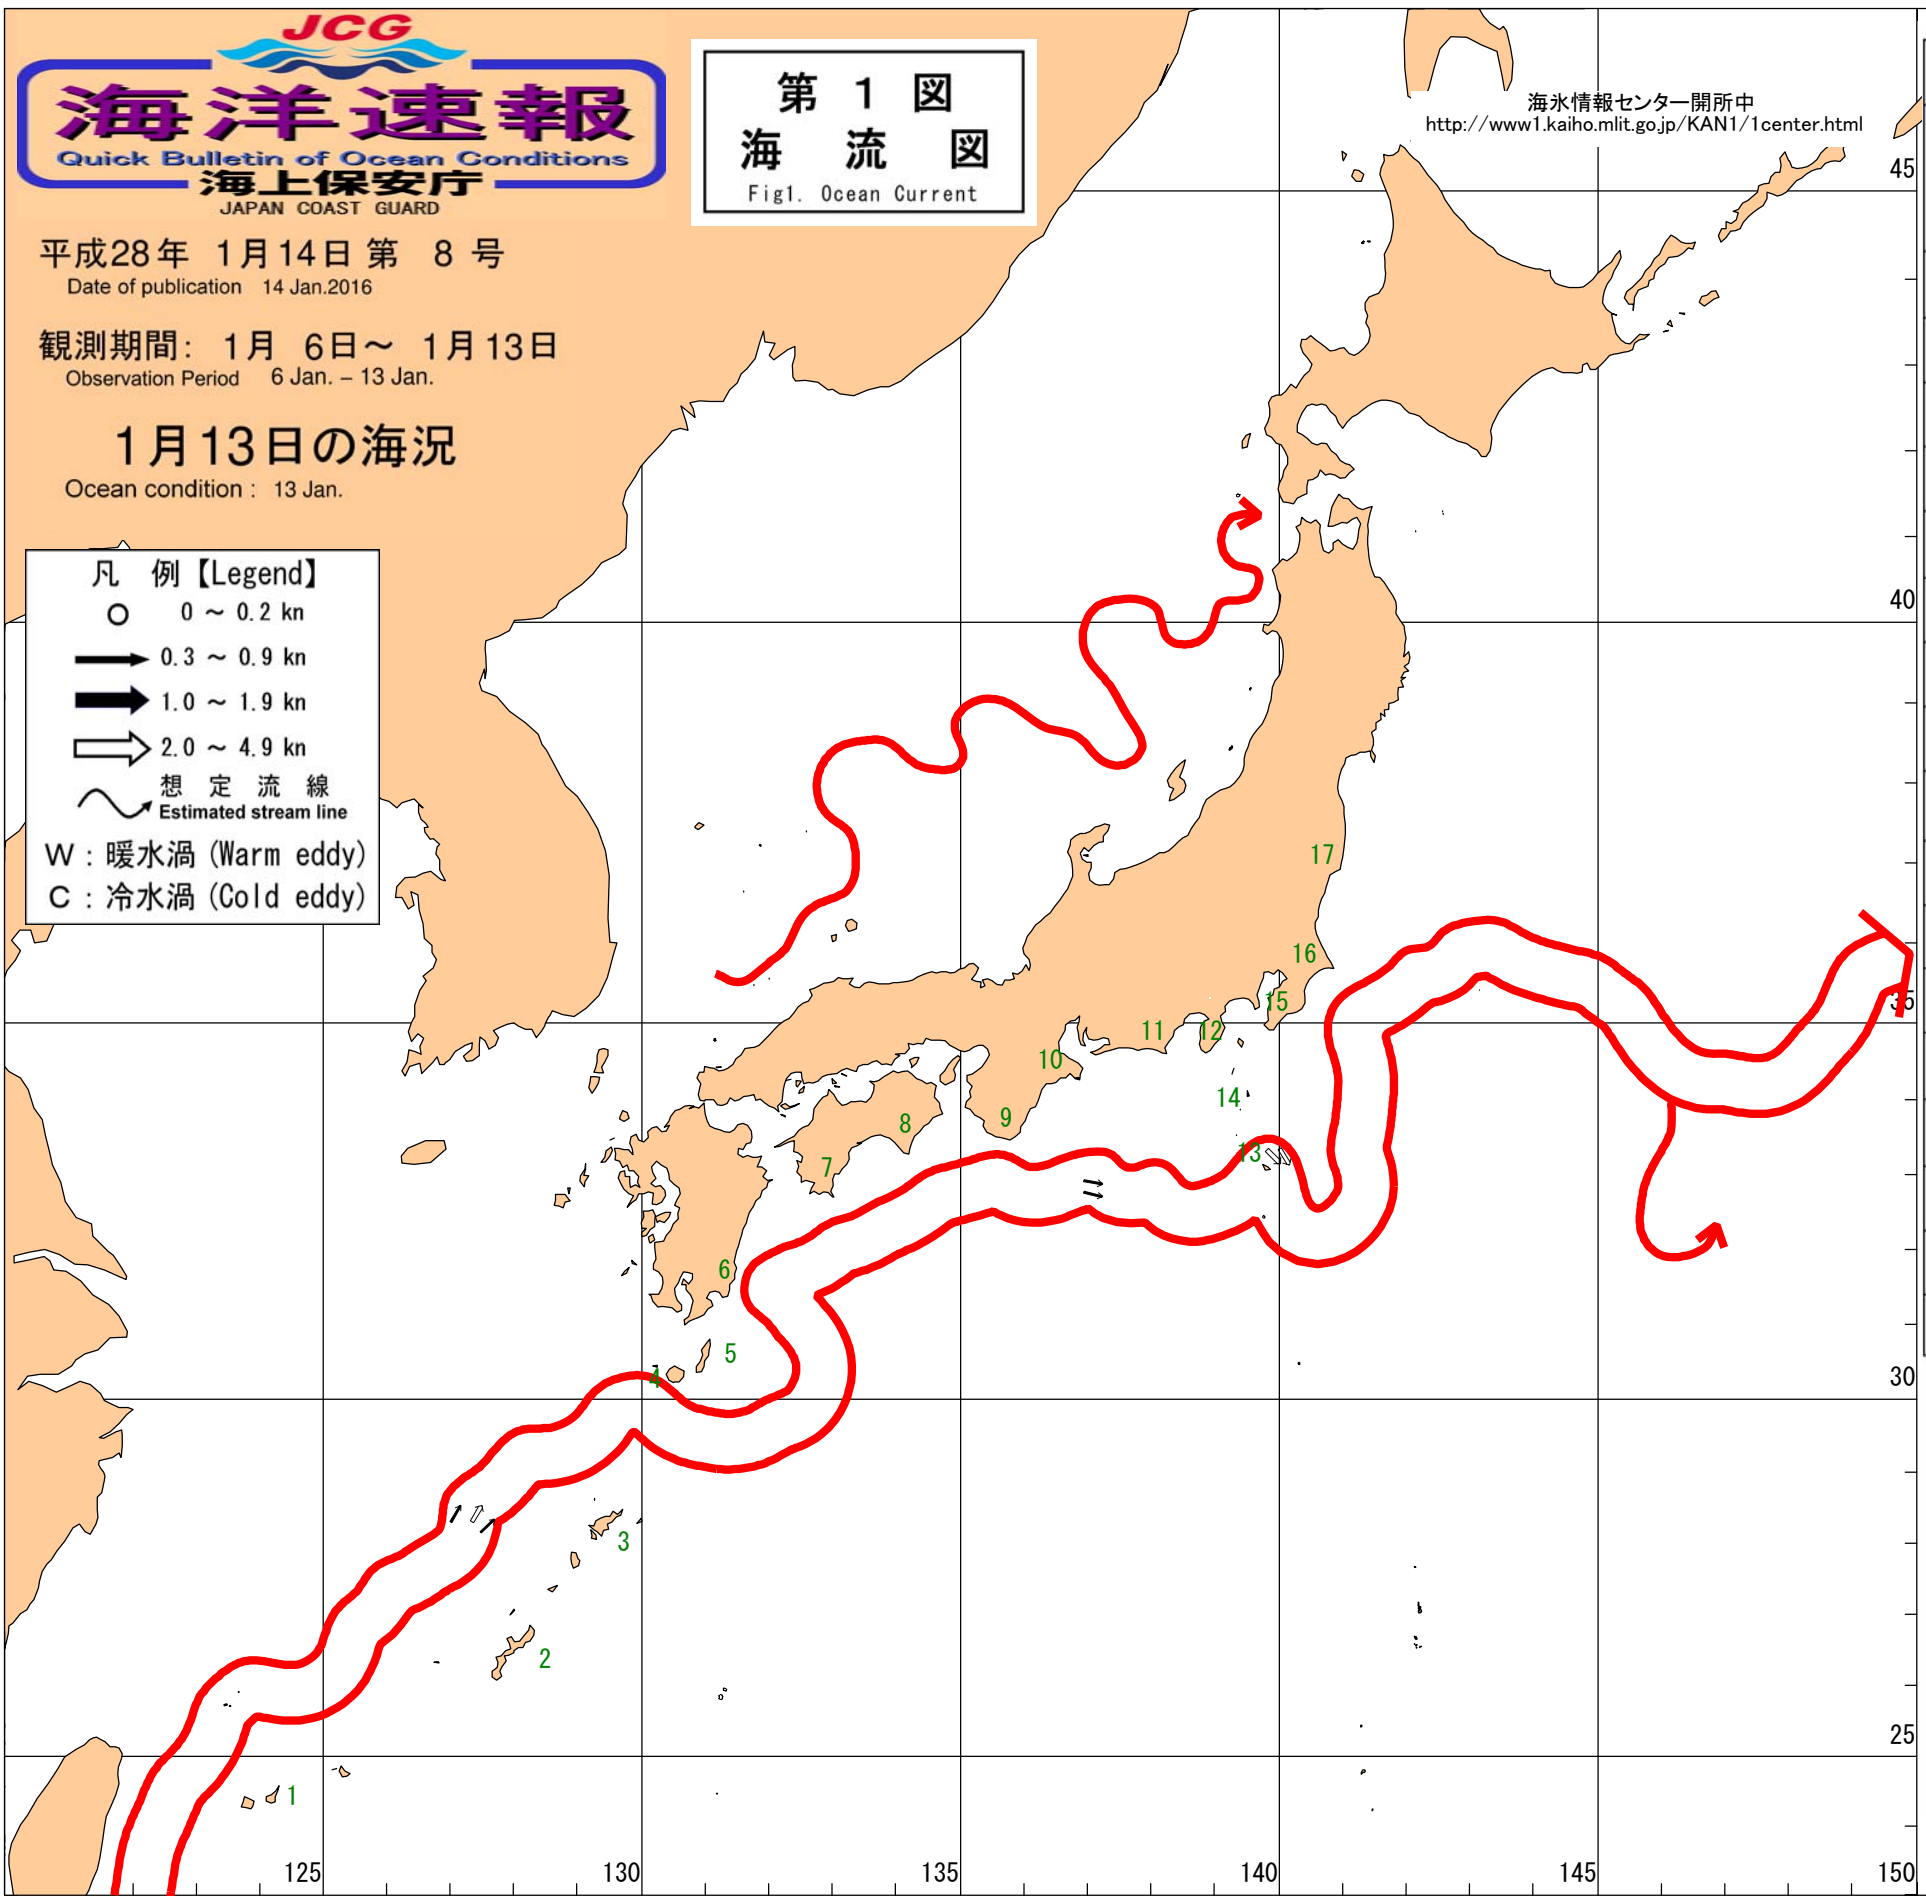 JCG
海洋速報
Quick Bulletin of Ocean Conditions
海上保安庁
JAPAN COAST GUARD
第 1 図
海 流 図
Fig1. Ocean Current
海氷情報センター開所中
http://www1.kaiho.mlit.go.jp/KAN1/1center.html
平成28年 1月14日 第 8 号
Date of publication 14 Jan.2016
観測期間: 1月 6日～ 1月13日
Observation Period 6 Jan. – 13 Jan.
1月13日の海況
Ocean condition : 13 Jan.
凡 例【Legend】
0 ～ 0.2 kn
0.3 ～ 0.9 kn
1.0 ～ 1.9 kn
2.0 ～ 4.9 kn
想 定 流 線
Estimated stream line
W : 暖水渦 (Warm eddy)
C : 冷水渦 (Cold eddy)
45
40
17
16
35
15
12
11
10
14
9
8
13
7
6
5
4
30
3
2
25
1
125
130
135
140
145
150